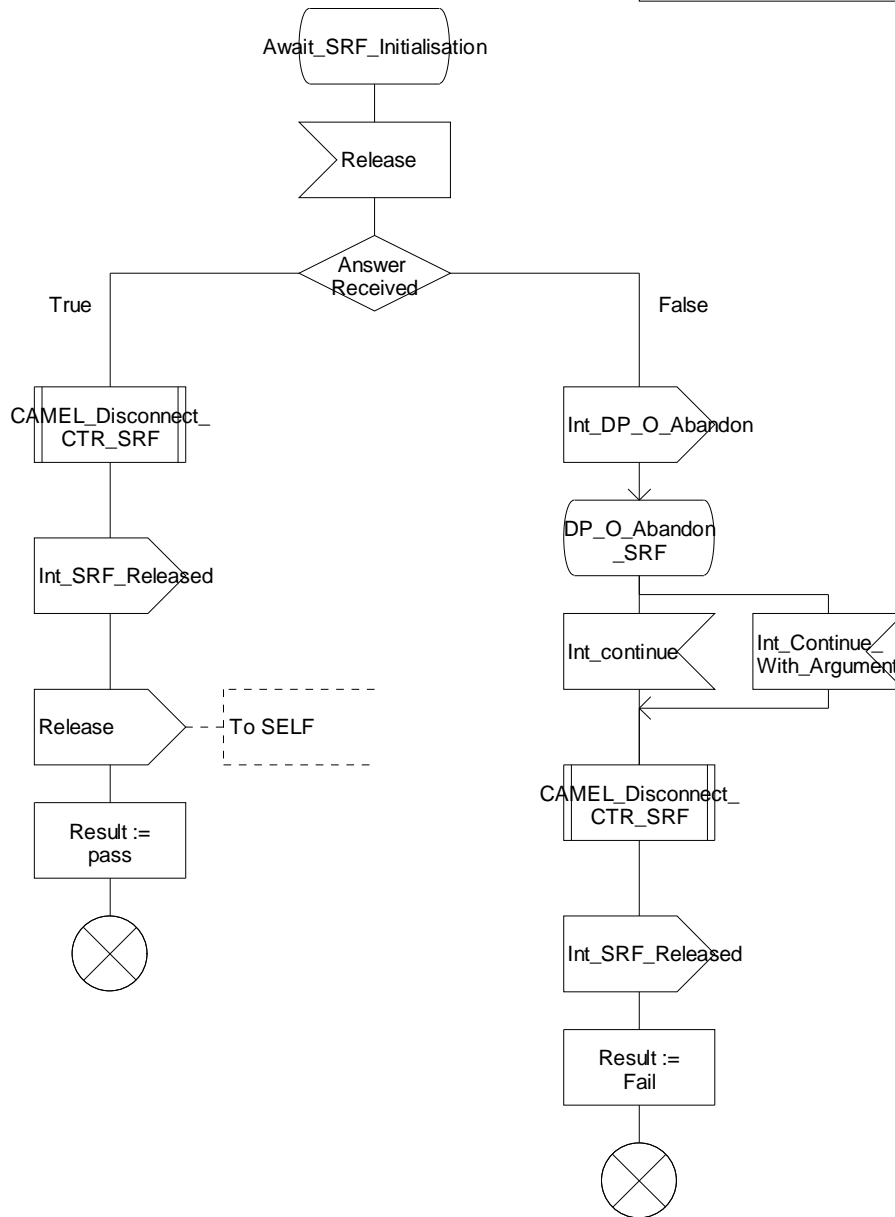 Await_SRF_Initialisation
Release
Answer
Received
True
False
CAMEL_Disconnect_
CTR_SRF
Int_DP_O_Abandon
DP_O_Abandon
_SRF
Int_SRF_Released
Int_continue
Int_Continue_
With_Argument
Release
To SELF
CAMEL_Disconnect_
CTR_SRF
Result :=
pass
Int_SRF_Released
Result :=
Fail